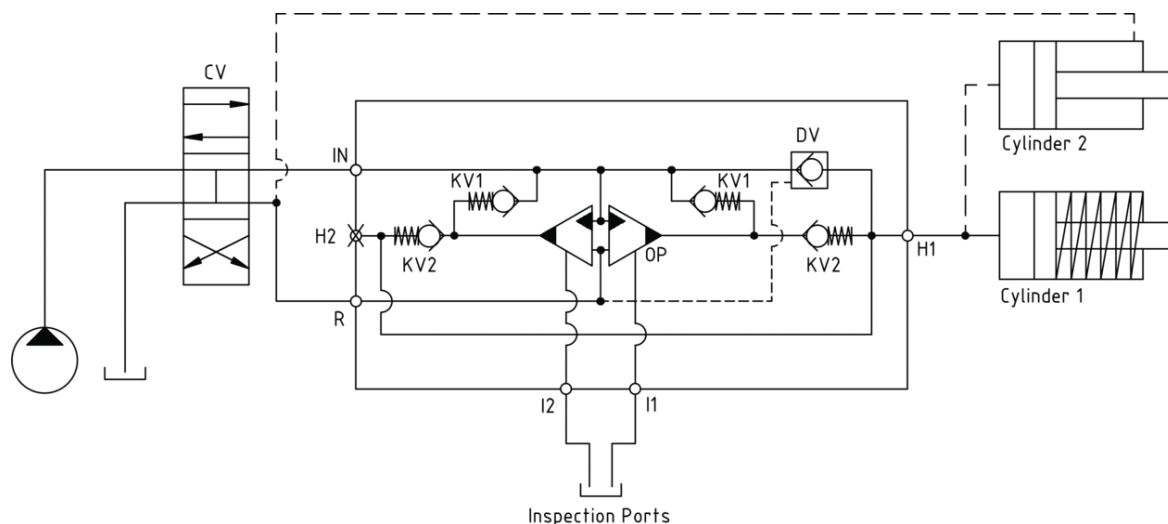 CV
IN
DV
Cylinder 2
KV1
KV1
H2
KV2
OP
KV2
H1
Cylinder 1
R
I2
I1
Inspection Ports